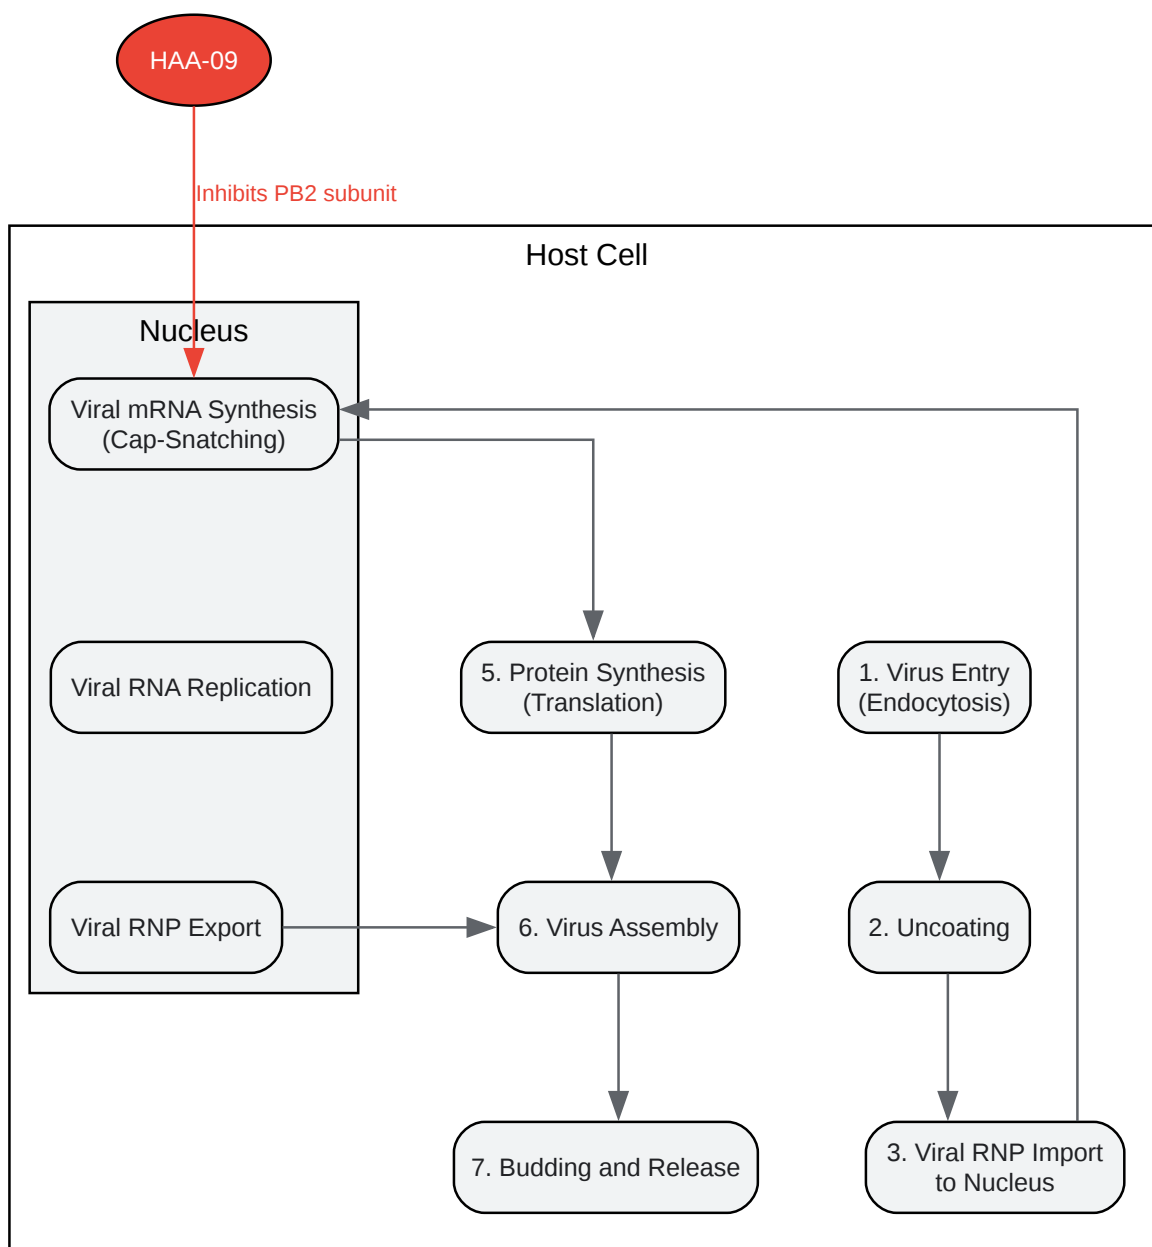 HAA-09
Inhibits PB2 subunit
Host Cell
Nucleus
Viral mRNA Synthesis
(Cap-Snatching)
Viral RNA Replication
5. Protein Synthesis
(Translation)
1. Virus Entry
(Endocytosis)
Viral RNP Export
6. Virus Assembly
2. Uncoating
7. Budding and Release
3. Viral RNP Import
to Nucleus